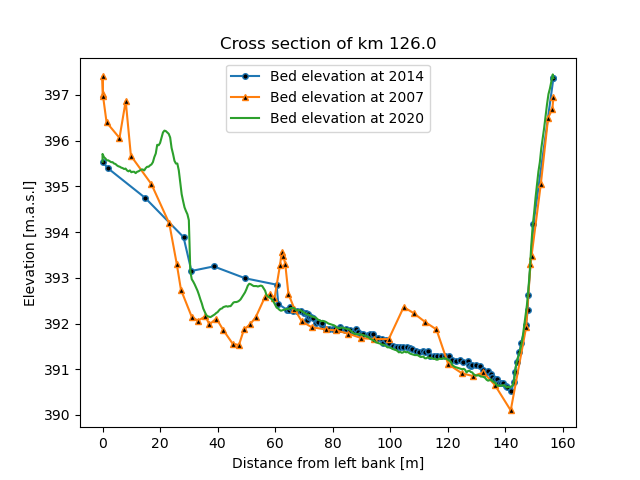 Cross section of km 126.0
Bed elevation at 2014
Bed elevation at 2007
Bed elevation at 2020
Elevation [m.a.s.l]
397
396
395
394
393
392
391
390
0 20 40 60 80 100 120 140 160
Distance from left bank [m]